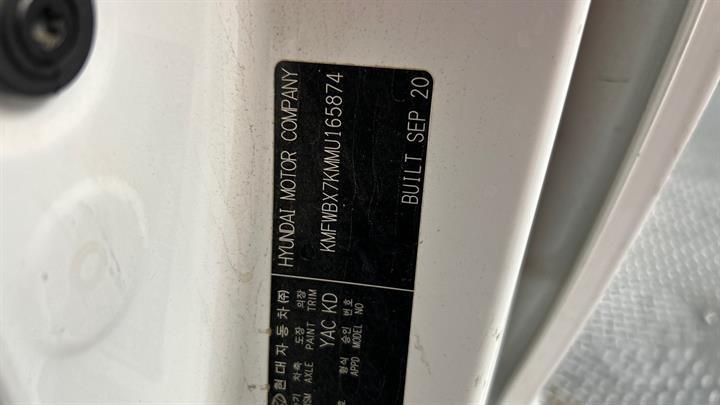 현대자동차(주) HYUNDAI MOTOR COMPANY
차축 도장 의장
AXLE PAINT TRIM
KMFWBX7KMMU165874
YAC KD
형식 승인 번호
APPD MODEL NO
BUILT SEP 20